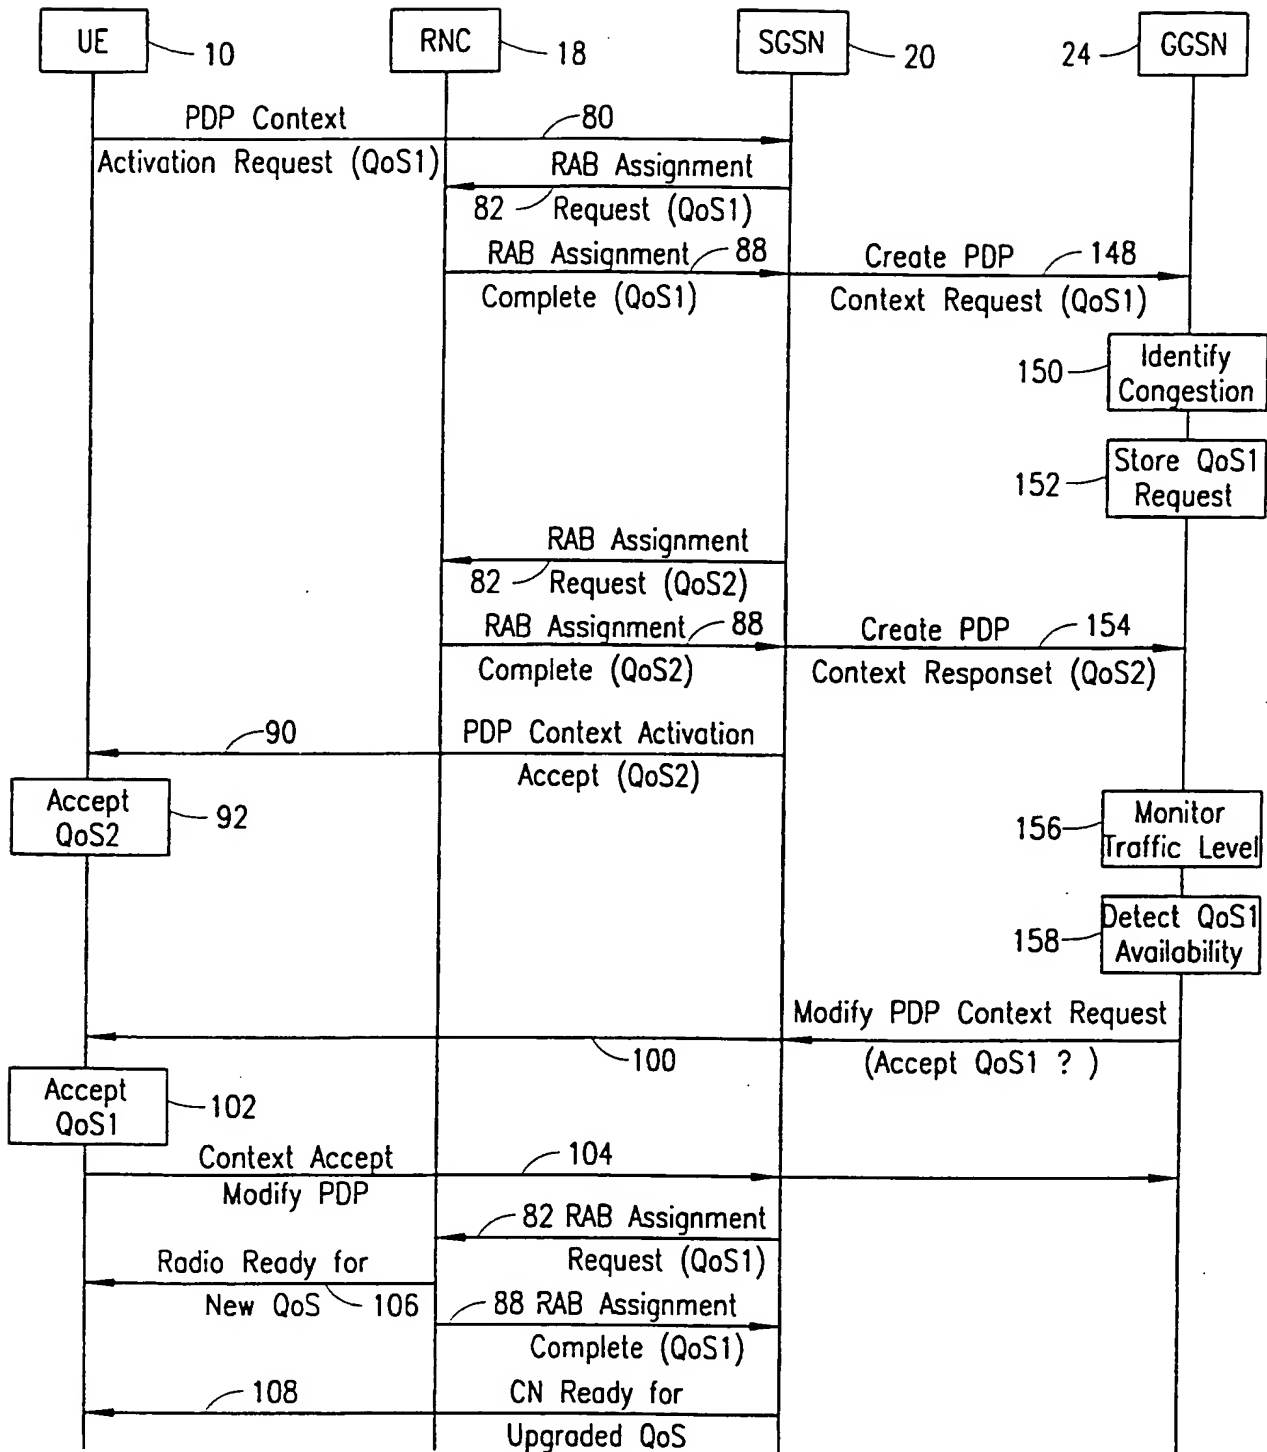 UE
10
RNC
18
SGSN
20
24
GGSN
PDP Context
80
Activation Request (QoS1)
RAB Assignment
82
Request (QoS1)
RAB Assignment
88
Complete (QoS1)
Create PDP
148
Context Request (QoS1)
150
Identify
Congestion
152
Store QoS1
Request
RAB Assignment
82
Request (QoS2)
RAB Assignment
88
Complete (QoS2)
Create PDP
154
Context Responset (QoS2)
90
PDP Context Activation
Accept (QoS2)
Accept
QoS2
92
156
Monitor
Traffic Level
158
Detect QoS1
Availability
Modify PDP Context Request
100
(Accept QoS1 ? )
Accept
QoS1
102
Context Accept
104
Modify PDP
82 RAB Assignment
Request (QoS1)
Radio Ready for
New QoS
106
88 RAB Assignment
Complete (QoS1)
108
CN Ready for
Upgraded QoS